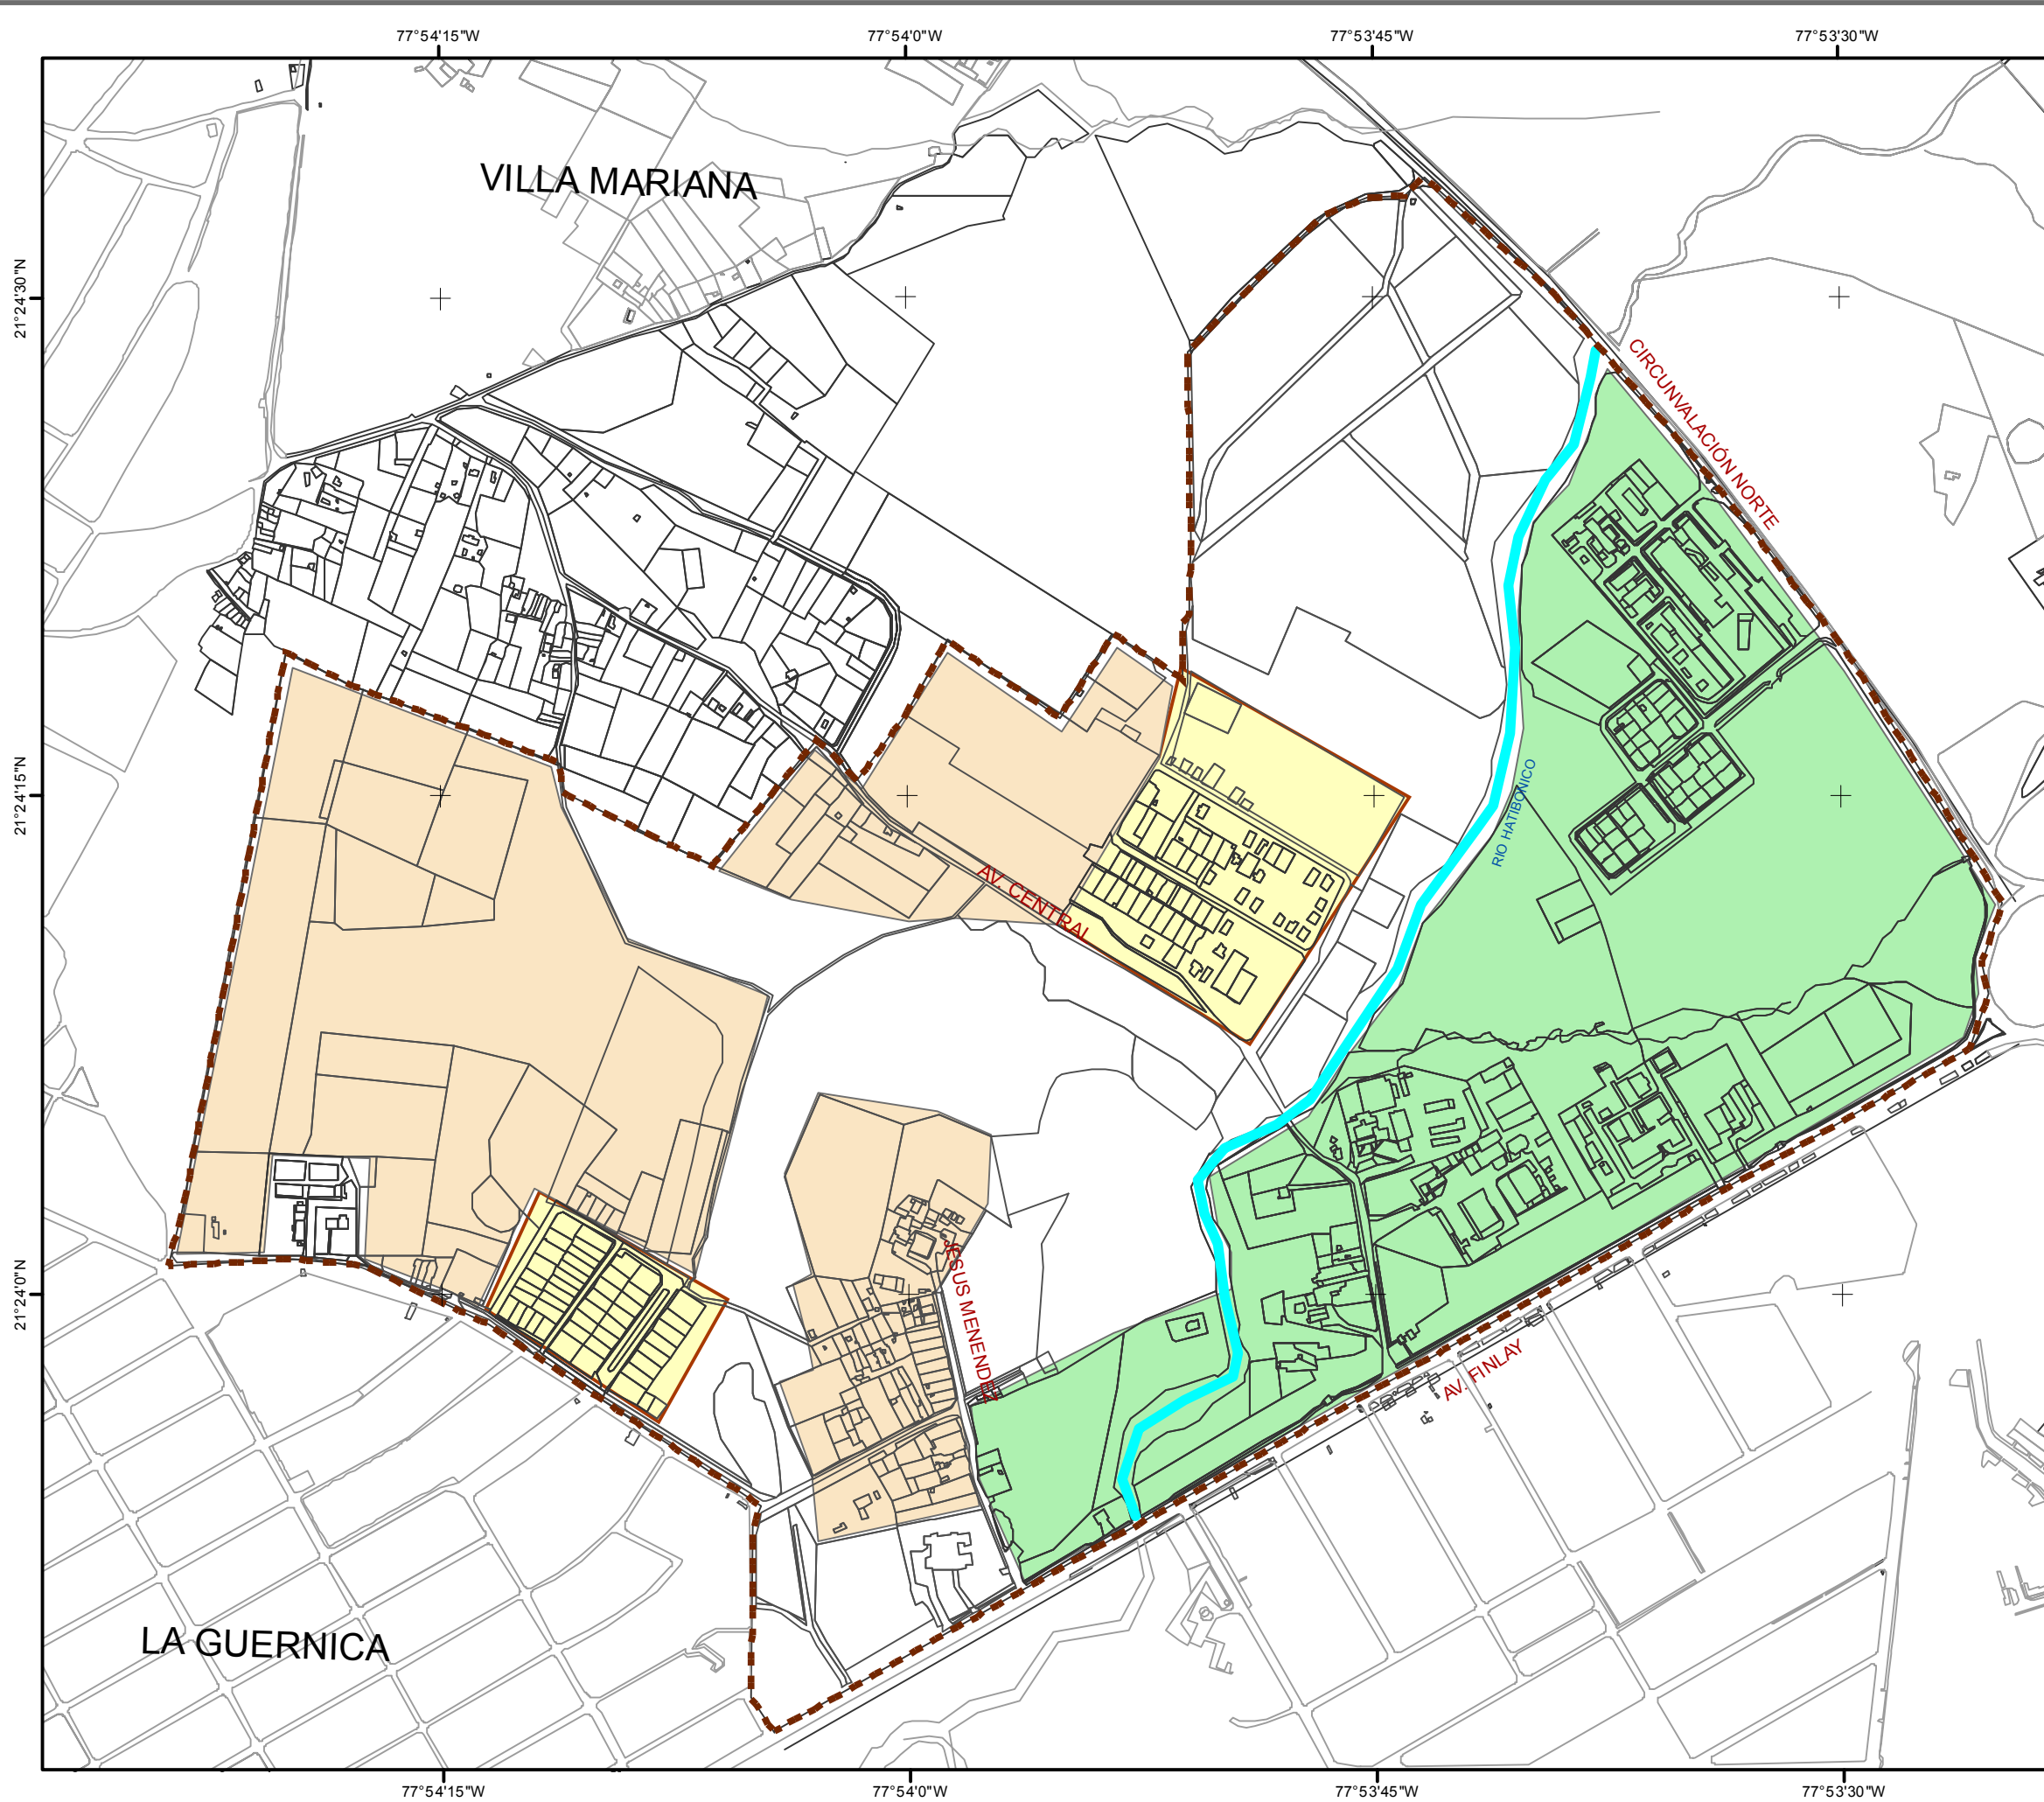 77°54'15"W
77°54'0"W
77°53'45"W
77°53'30"W
VILLA MARIANA
21°24'30"N
CIRCUNVALACIÓN NORTE
21°24'15"N
RIO HATIBONICO
AV. CENTRAL
21°24'0"N
JESUS MENENDEZ
AV. FINLAY
LA GUERNICA
77°54'15"W
77°54'0"W
77°53'45"W
77°53'30"W